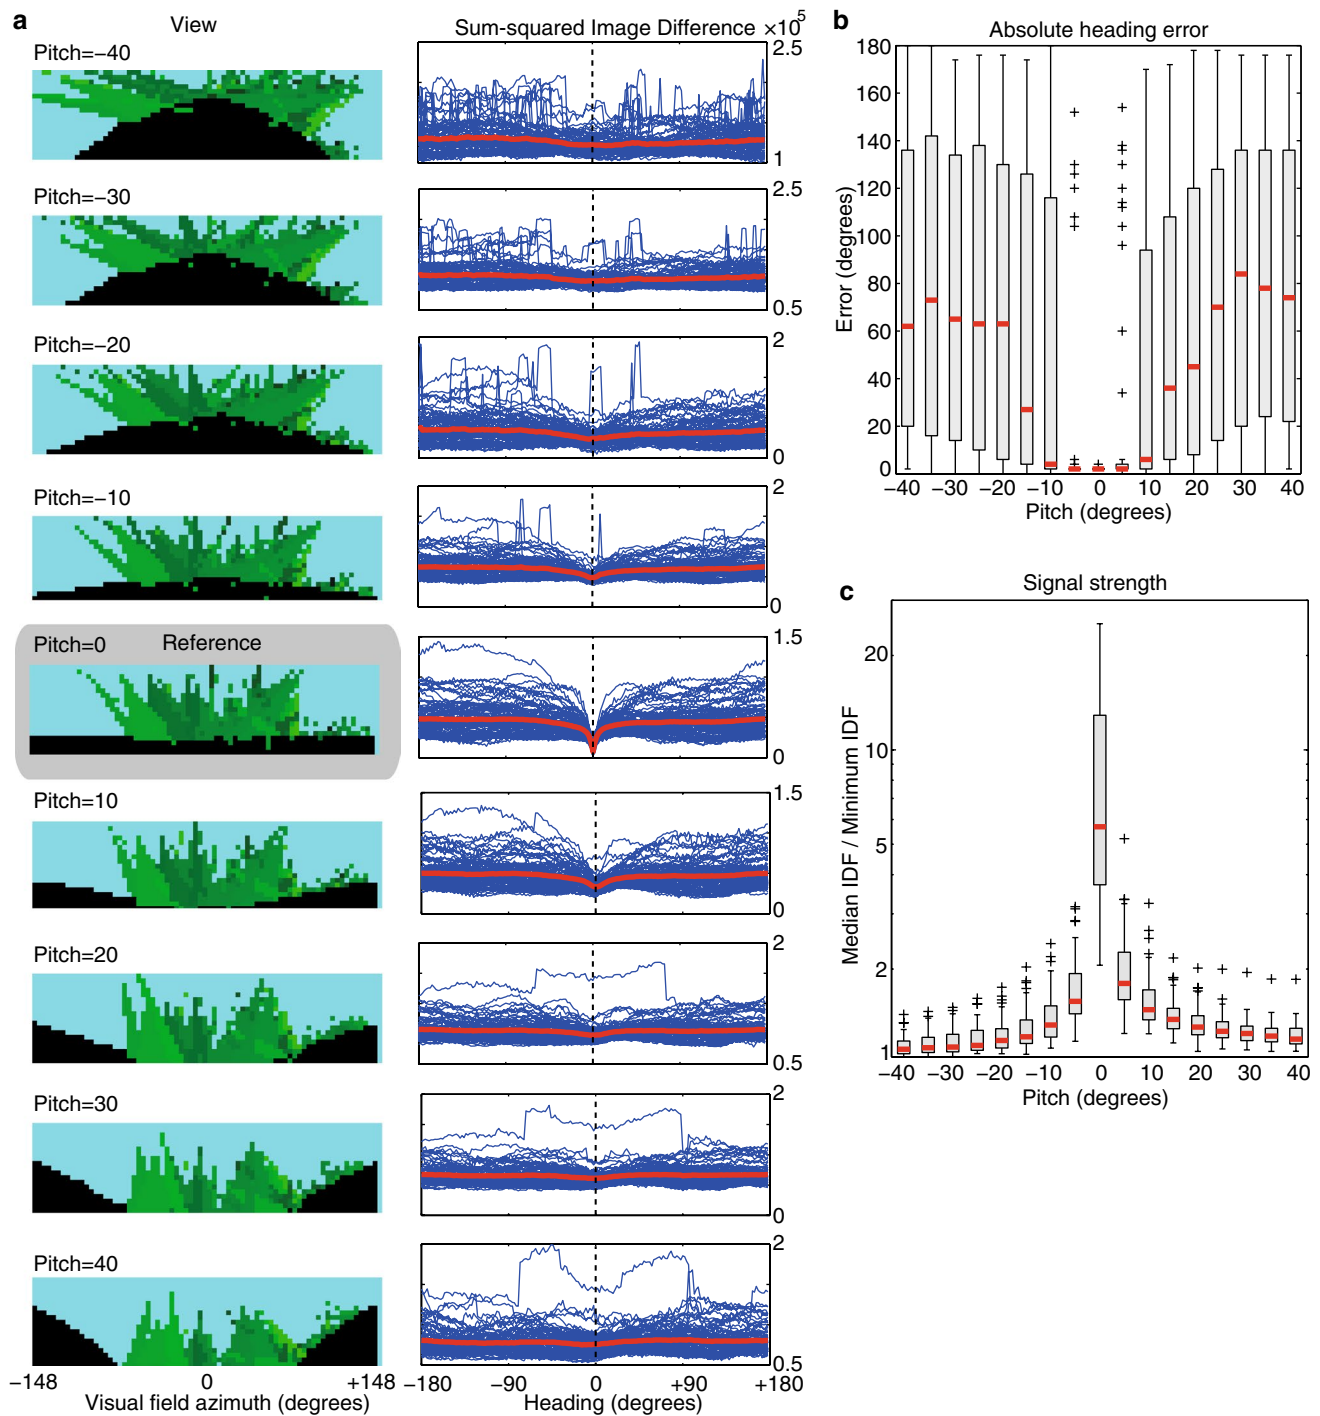 a
View
Sum-squared Image Difference ×10⁵
Pitch=−40
2.5
1
Pitch=−30
2.5
0.5
Pitch=−20
2
0
Pitch=−10
2
0
Pitch=0
Reference
1.5
0
Pitch=10
1.5
0
Pitch=20
2
0.5
Pitch=30
2
0
Pitch=40
2
0.5
−148 0 +148
Visual field azimuth (degrees)
−180 −90 0 +90 +180
Heading (degrees)
b
Absolute heading error
180
160
140
120
100
80
60
40
20
0
Error (degrees)
−40 −30 −20 −10 0 10 20 30 40
Pitch (degrees)
c
Signal strength
20
10
5
2
1
Median IDF / Minimum IDF
−40 −30 −20 −10 0 10 20 30 40
Pitch (degrees)